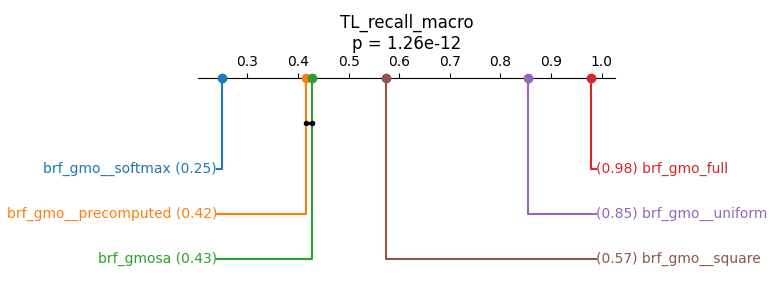 TL_recall_macro
p = 1.26e-12
0.3 0.4 0.5 0.6 0.7 0.8 0.9 1.0
brf_gmo__softmax (0.25)
(0.98) brf_gmo_full
brf_gmo__precomputed (0.42)
(0.85) brf_gmo__uniform
brf_gmosa (0.43)
(0.57) brf_gmo__square